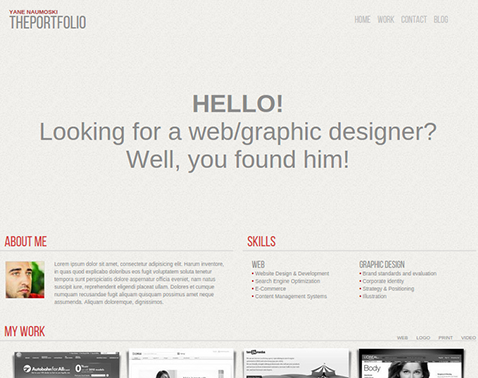 YANE NAUMOSKI
THEPORTFOLIO
HOME WORK CONTACT BLOG
HELLO!
Looking for a web/graphic designer?
Well, you found him!
ABOUT ME
Lorem ipsum dolor sit amet, consectetur adipisicing elit. Harum inventore,
in quas quod explicabo doloribus eos fugit voluptatem soluta tenetur
tempora sunt perspiciatis dolore aspernatur officia eveniet, nam ut natus
suscipit iure, reprehenderit eligendi placeat ullam. Dolores et cumque
numquam recusandae fugit aliquam quisquam possimus amet neque
assumenda. Aliquam doloremque, dignissimos.
SKILLS
WEB
• Website Design & Development
• Search Engine Optimization
• E-Commerce
• Content Management Systems
GRAPHIC DESIGN
• Brand standards and evaluation
• Corporate identity
• Strategy & Positioning
• Illustration
MY WORK
WEB LOGO PRINT VIDEO
Body